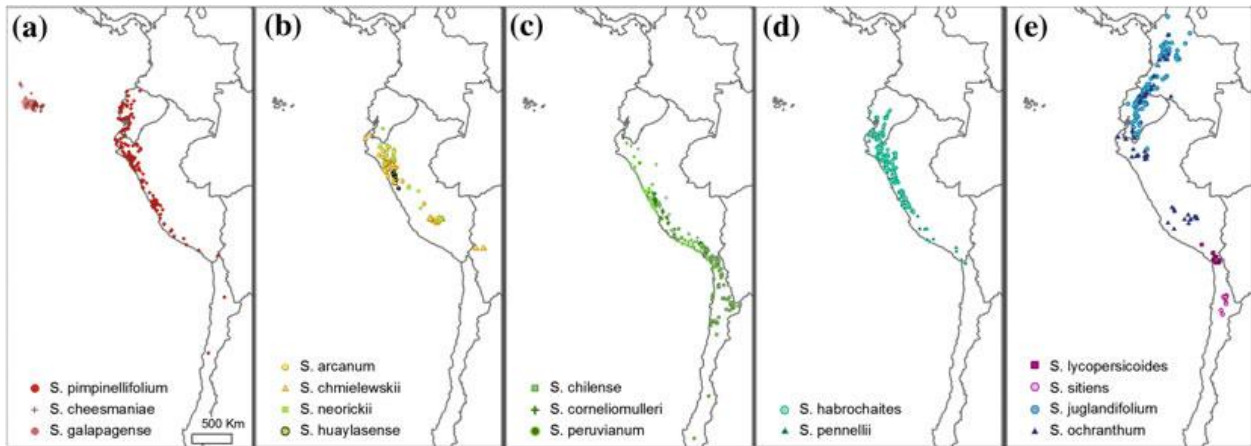 (a)
S. pimpinellifolium
S. cheesmaniae
S. galapagense
500 Km
(b)
S. arcanum
S. chmielewskii
S. neorickii
S. huaylasense
(c)
S. chilense
S. corneliomulleri
S. peruvianum
(d)
S. habrochaites
S. pennellii
(e)
S. lycopersicoides
S. sitiens
S. juglandifolium
S. ochranthum